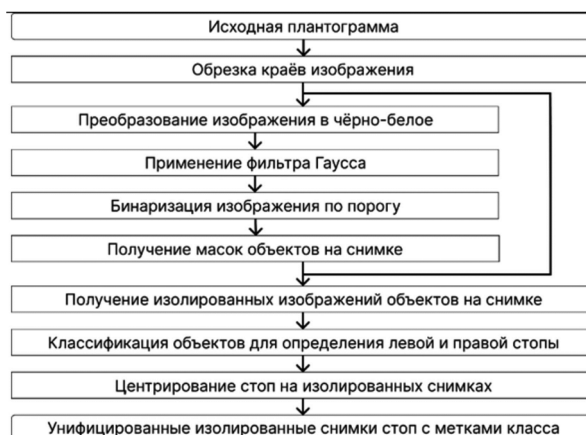 Исходная плантограмма
Обрезка краёв изображения
Преобразование изображения в чёрно-белое
Применение фильтра Гаусса
Бинаризация изображения по порогу
Получение масок объектов на снимке
Получение изолированных изображений объектов на снимке
Классификация объектов для определения левой и правой стопы
Центрирование стоп на изолированных снимках
Унифицированные изолированные снимки стоп с метками класса